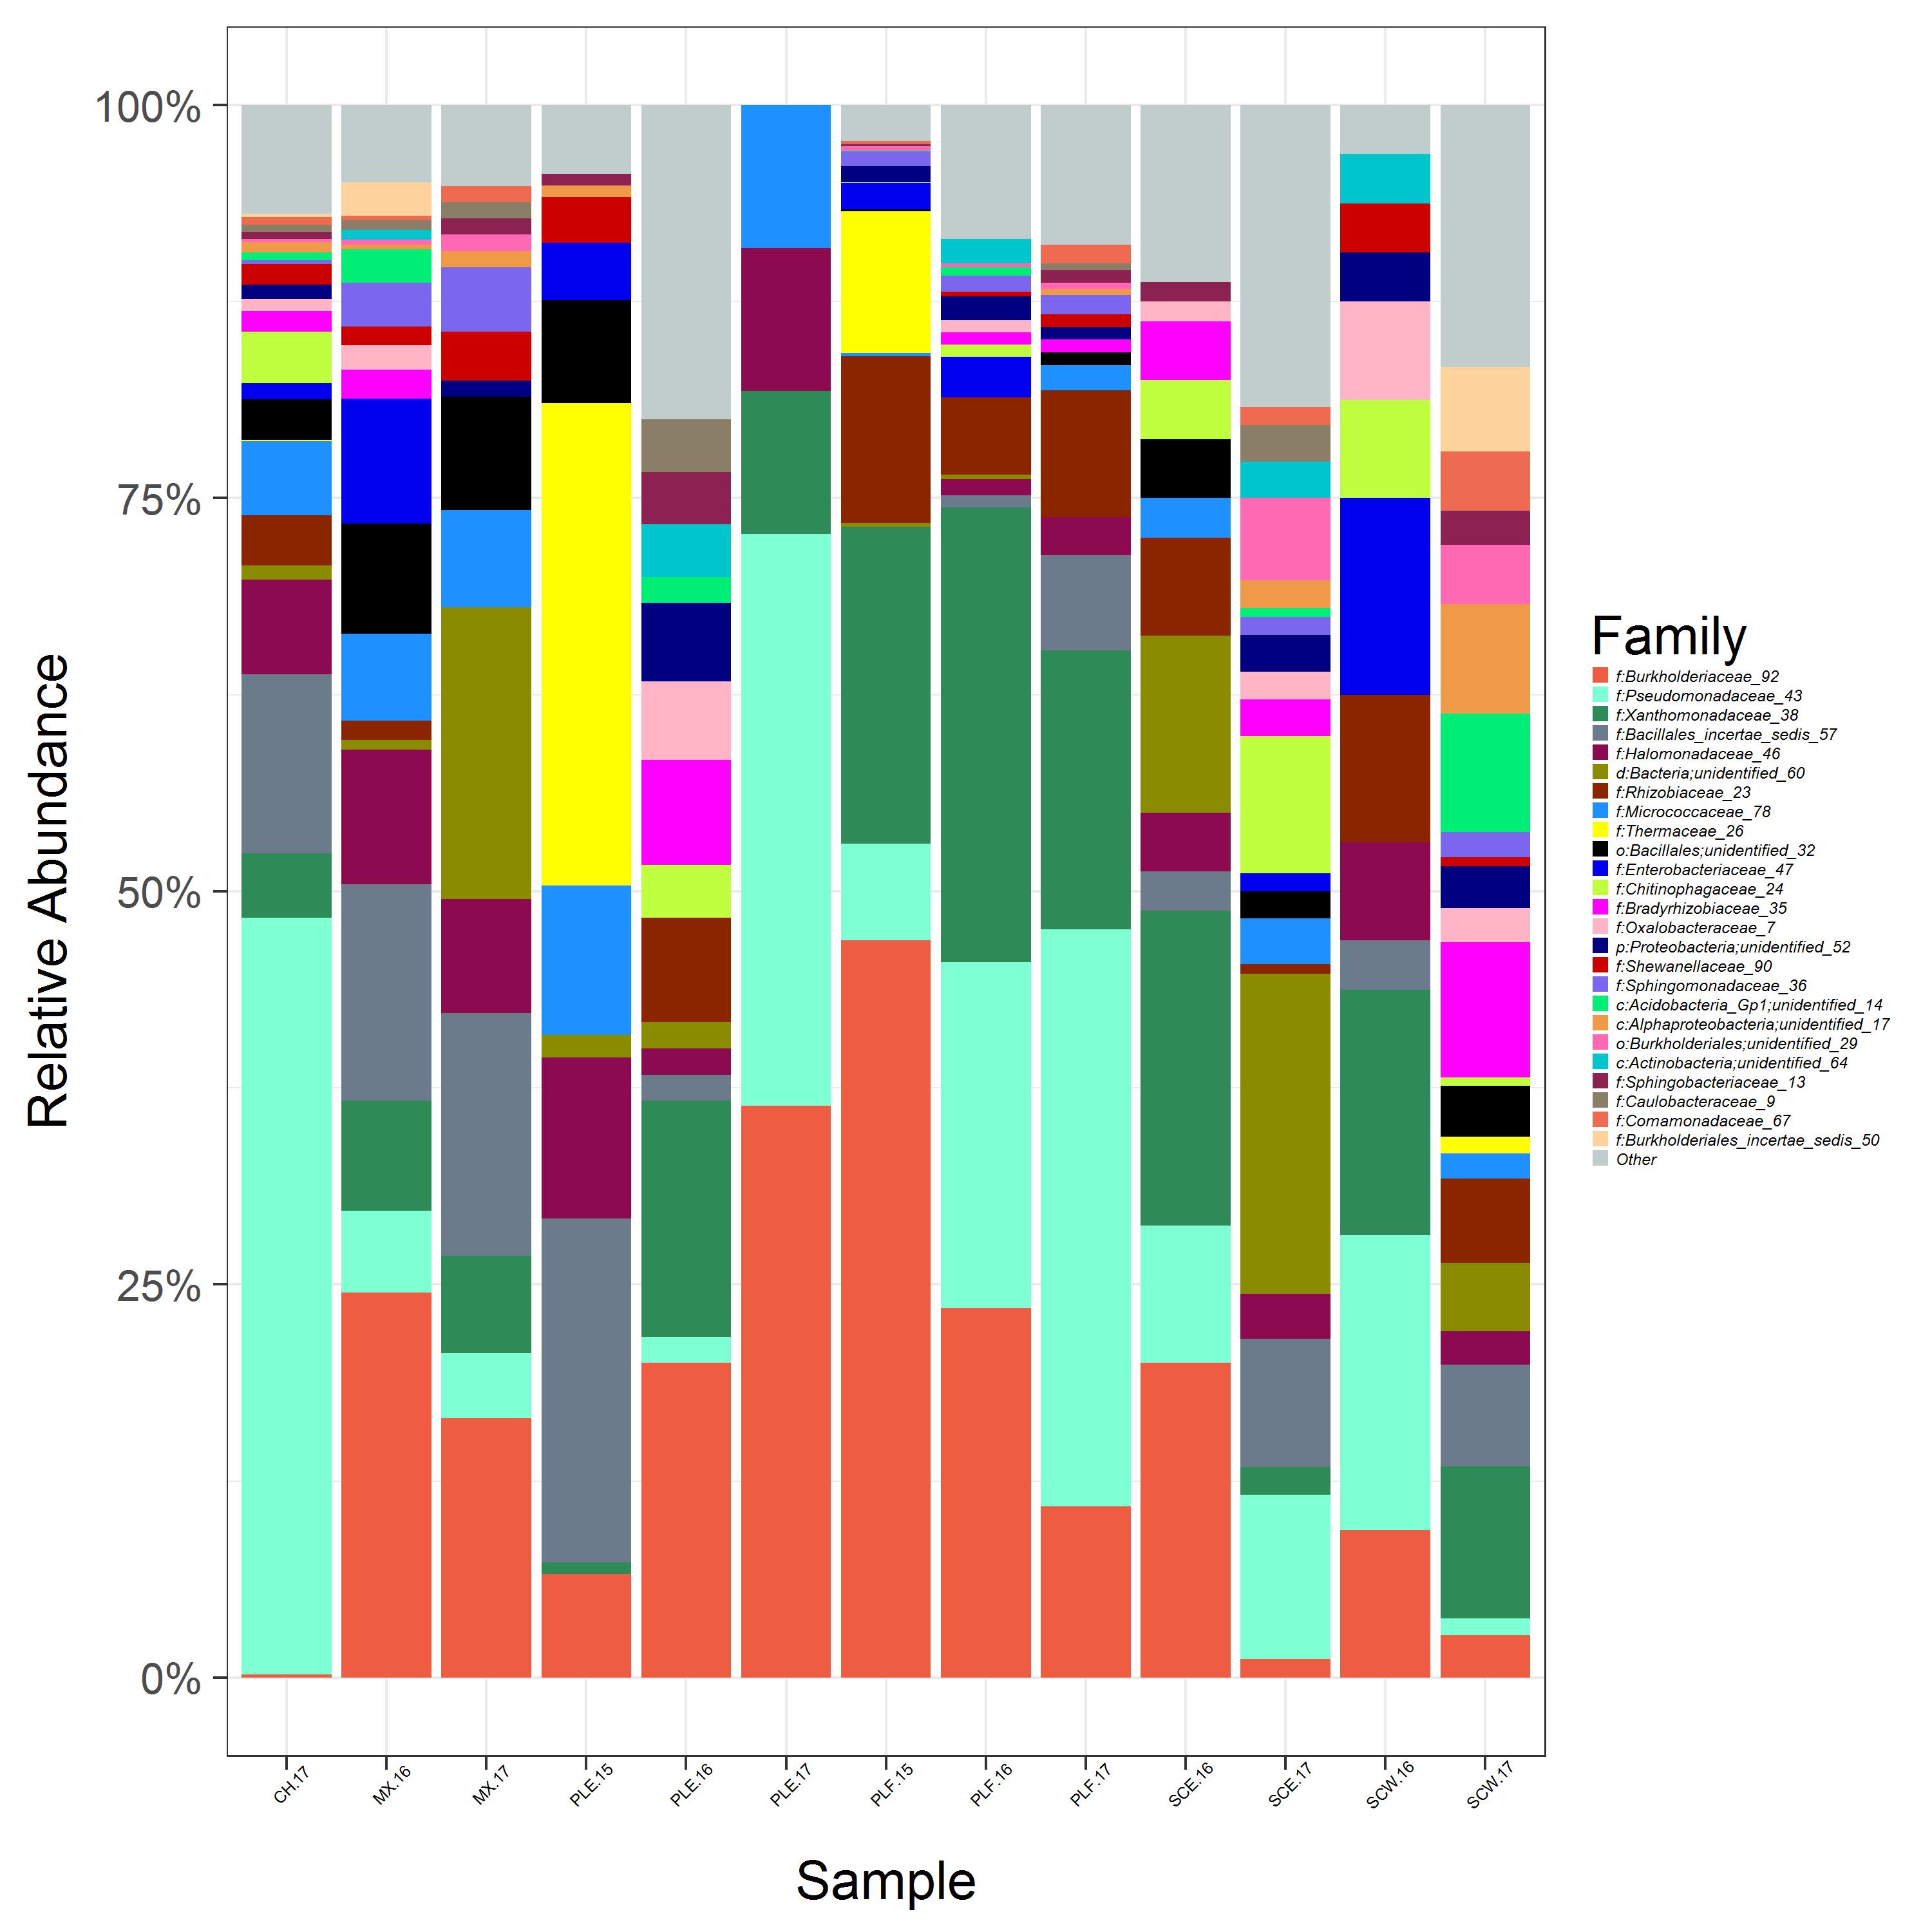 Relative Abundance
100%
75%
50%
25%
0%
CH.17
MX.16
MX.17
PLE.15
PLE.16
PLE.17
PLF.15
PLF.16
PLF.17
SCE.16
SCE.17
SCW.16
SCW.17
Sample
Family
f:Burkholderiaceae_92
f:Pseudomonadaceae_43
f:Xanthomonadaceae_38
f:Bacillales_incertae_sedis_57
f:Halomonadaceae_46
d:Bacteria;unidentified_60
f:Rhizobiaceae_23
f:Micrococcaceae_78
f:Thermaceae_26
o:Bacillales;unidentified_32
f:Enterobacteriaceae_47
f:Chitinophagaceae_24
f:Bradyrhizobiaceae_35
f:Oxalobacteraceae_7
p:Proteobacteria;unidentified_52
f:Shewanellaceae_90
f:Sphingomonadaceae_36
c:Acidobacteria_Gp1;unidentified_14
c:Alphaproteobacteria;unidentified_17
o:Burkholderiales;unidentified_29
c:Actinobacteria;unidentified_64
f:Sphingobacteriaceae_13
f:Caulobacteraceae_9
f:Comamonadaceae_67
f:Burkholderiales_incertae_sedis_50
Other